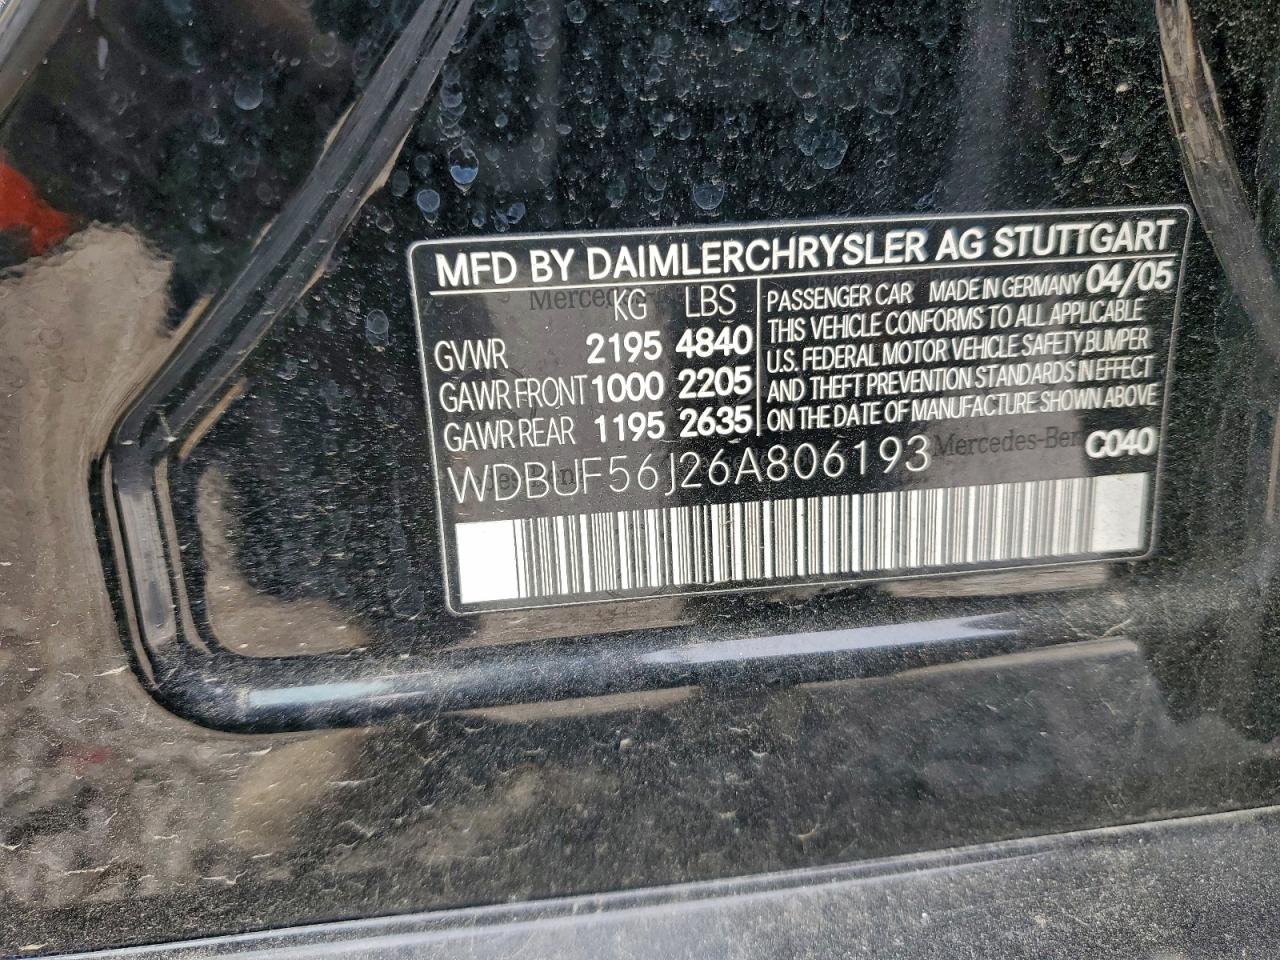 MFD BY DAIMLERCHRYSLER AG STUTTGART
KG LBS
GVWR 2195 4840
GAWR FRONT 1000 2205
GAWR REAR 1195 2635
PASSENGER CAR MADE IN GERMANY 04/05
THIS VEHICLE CONFORMS TO ALL APPLICABLE
U.S. FEDERAL MOTOR VEHICLE SAFETY,BUMPER
AND THEFT PREVENTION STANDARDS IN EFFECT
ON THE DATE OF MANUFACTURE SHOWN ABOVE
C040
WDBUF56J26A806193